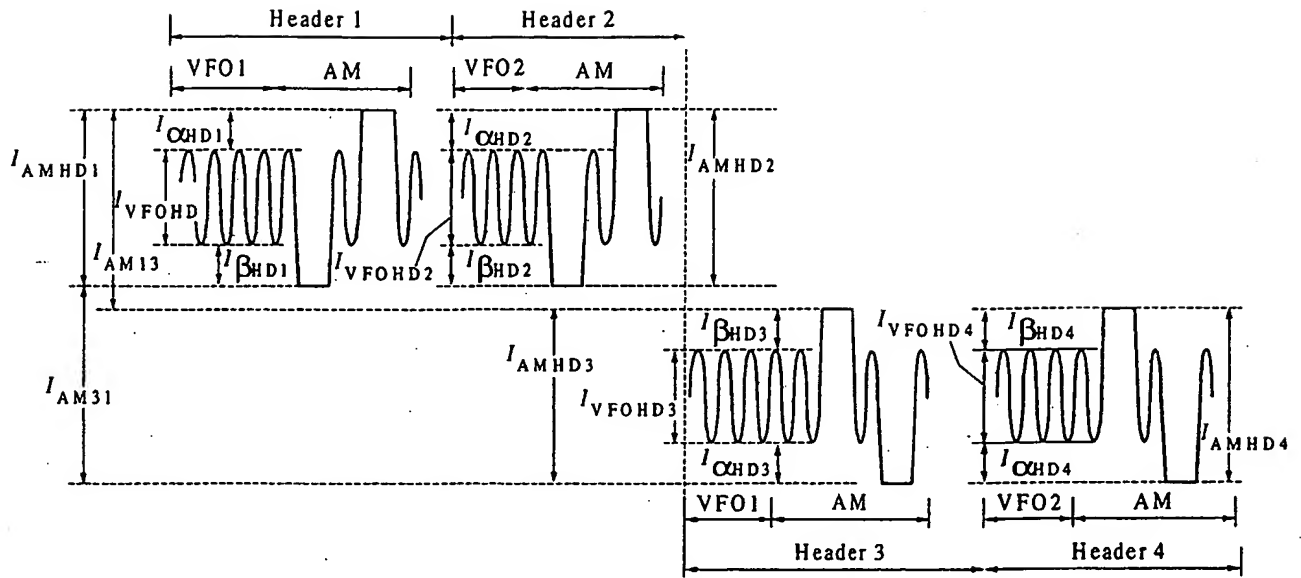 Header 1 Header 2
VFO1 AM VFO2 AM
IαHD1 IαHD2
IAMHD1 IAMHD2
IVFOHD
IAM13 IβHD1 IVFOHD2 IβHD2
IβHD3 IVFOHD4 IβHD4
IAMHD3
IAM31 IVFOHD3
IAMHD4
IαHD3 IαHD4
VFO1 AM VFO2 AM
Header 3 Header 4